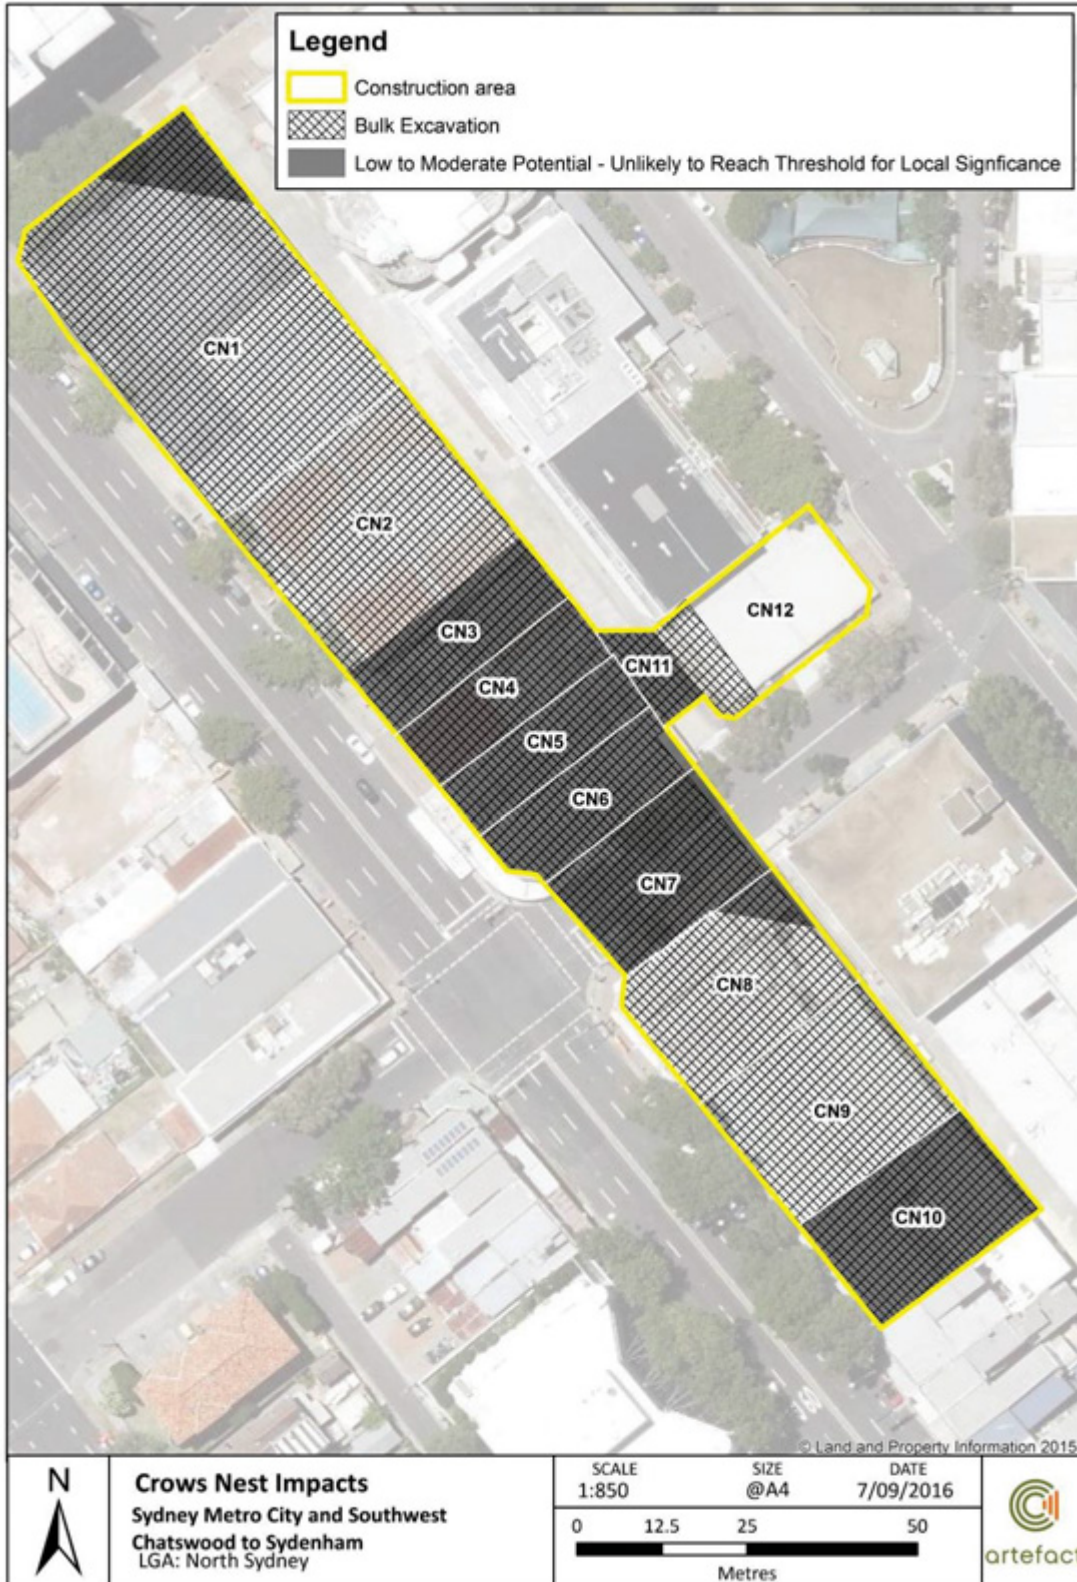 Legend
Construction area
Bulk Excavation
Low to Moderate Potential - Unlikely to Reach Threshold for Local Signficance
CN1
CN2
CN3
CN4
CN5
CN6
CN7
CN8
CN9
CN10
CN11
CN12
© Land and Property Information 2015
N
Crows Nest Impacts
Sydney Metro City and Southwest
Chatswood to Sydenham
LGA: North Sydney
SCALE SIZE DATE
1:850 @A4 7/09/2016
0 12.5 25 50
Metres
artefact